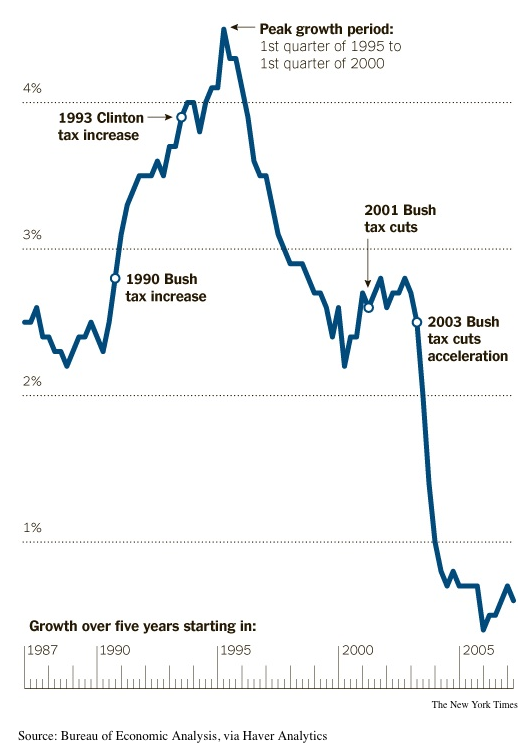 Peak growth period:
1st quarter of 1995 to
1st quarter of 2000
4%
1993 Clinton
tax increase
2001 Bush
tax cuts
3%
1990 Bush
tax increase
2003 Bush
tax cuts
acceleration
2%
1%
Growth over five years starting in:
1987 1990 1995 2000 2005
The New York Times
Source: Bureau of Economic Analysis, via Haver Analytics